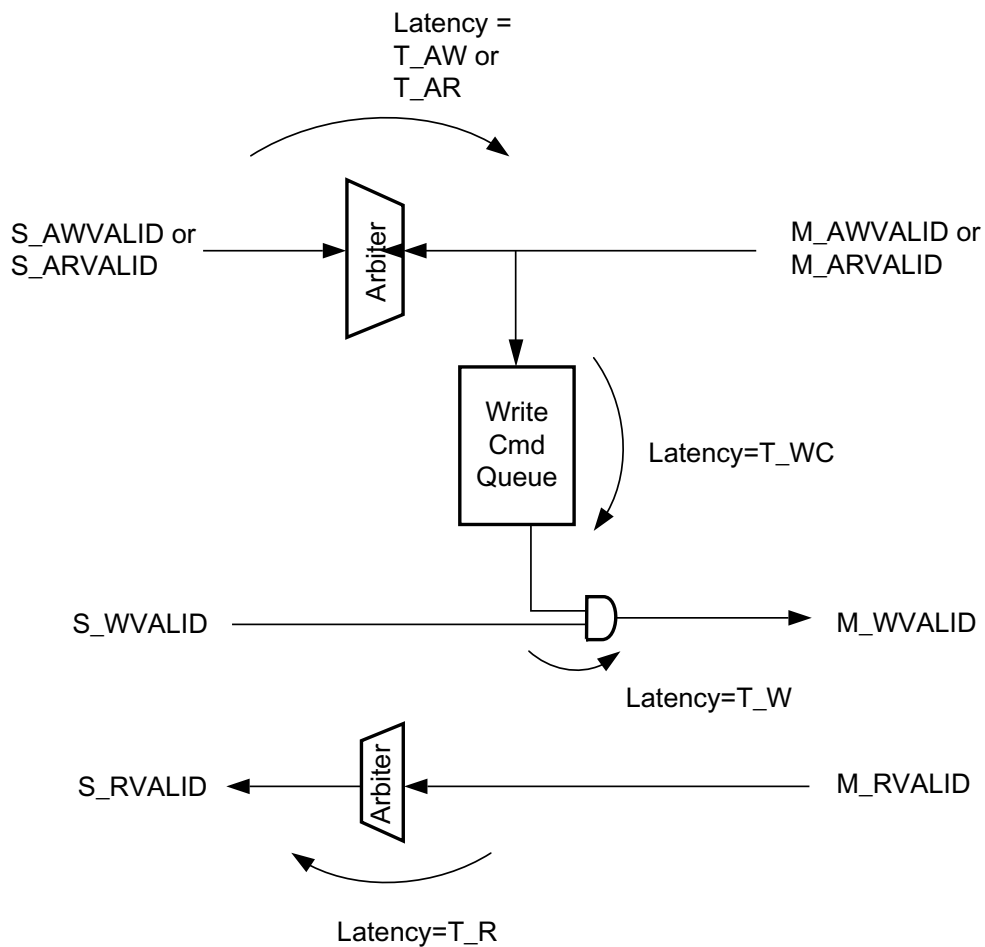 Latency =
T_AW or
T_AR
S_AWVALID or
S_ARVALID
Arbiter
M_AWVALID or
M_ARVALID
Write
Cmd
Queue
Latency=T_WC
S_WVALID
M_WVALID
Latency=T_W
S_RVALID
Arbiter
M_RVALID
Latency=T_R